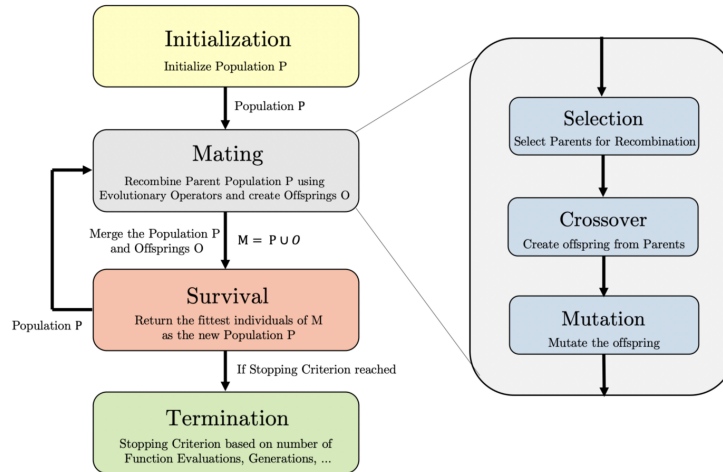 Initialization
Initialize Population P
Population P
Mating
Recombine Parent Population P using
Evolutionary Operators and create Offsprings O
Merge the Population P
and Offsprings O
M = P ∪ O
Survival
Return the fittest individuals of M
as the new Population P
Population P
If Stopping Criterion reached
Termination
Stopping Criterion based on number of
Function Evaluations, Generations, ...
Selection
Select Parents for Recombination
Crossover
Create offspring from Parents
Mutation
Mutate the offspring